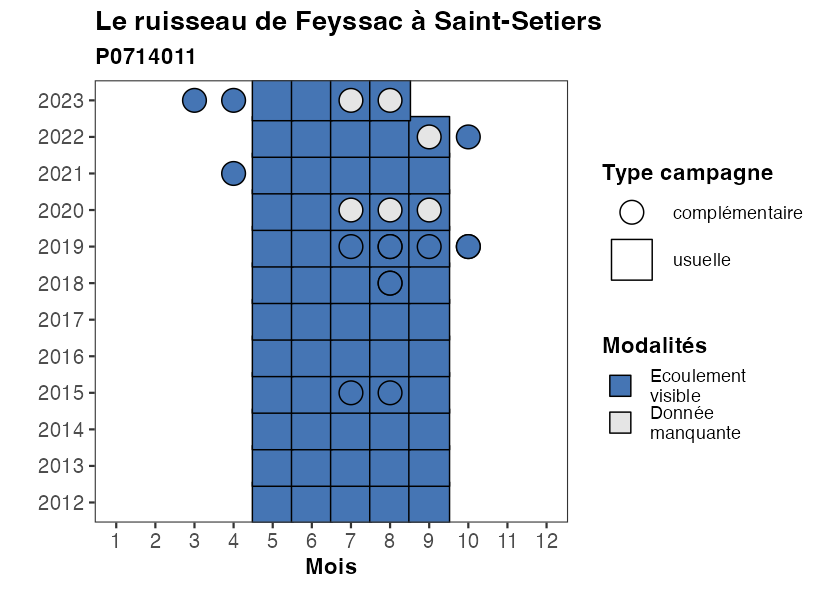 Le ruisseau de Feyssac à Saint-Setiers
P0714011
2023
2022
2021
2020
2019
2018
2017
2016
2015
2014
2013
2012
1 2 3 4 5 6 7 8 9 10 11 12
Mois
Type campagne
complémentaire
usuelle
Modalités
Ecoulement
visible
Donnée
manquante